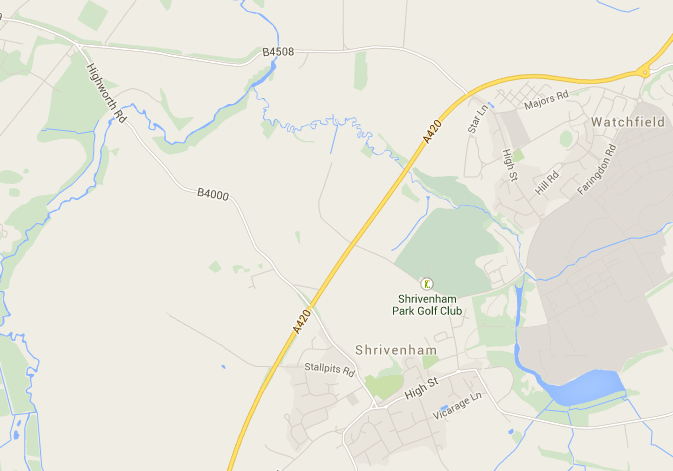 B4508
Highworth Rd
Majors Rd
Star Ln
Watchfield
A420
High St
Faringdon Rd
Hill Rd
B4000
Shrivenham
Park Golf Club
A420
Shrivenham
Stallpits Rd
High St
Vicarage Ln